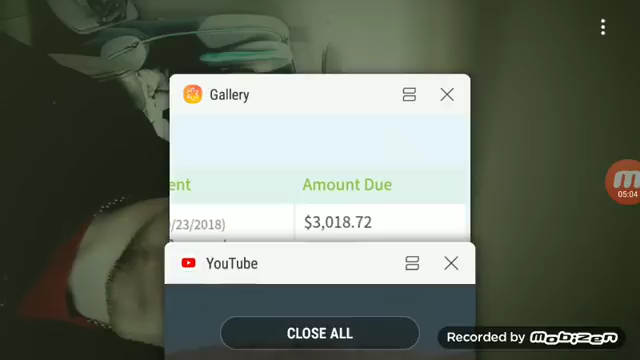 Gallery
ent
Amount Due
/23/2018)
$3,018.72
05:04
YouTube
CLOSE ALL
Recorded by Mobizen